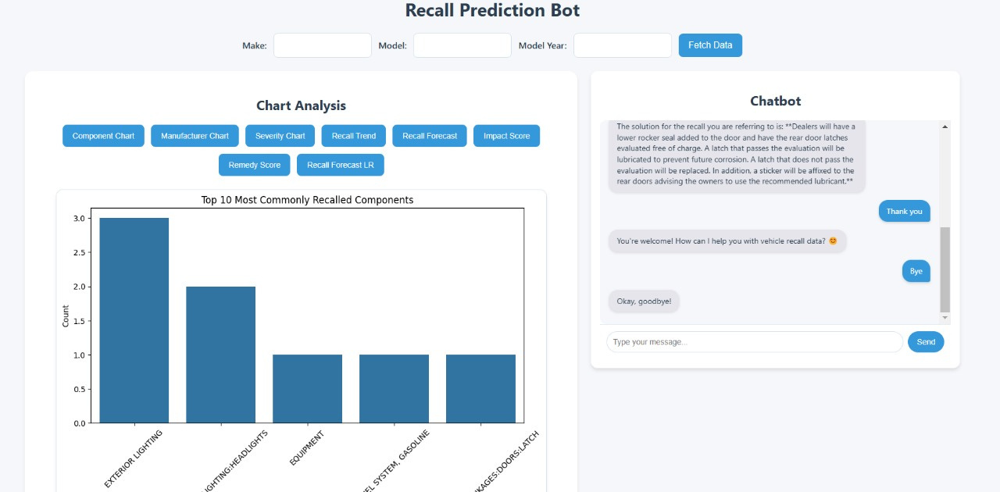 Recall Prediction Bot
Make:
Model:
Model Year:
Fetch Data
Chart Analysis
Component Chart
Manufacturer Chart
Severity Chart
Recall Trend
Recall Forecast
Impact Score
Remedy Score
Recall Forecast LR
Top 10 Most Commonly Recalled Components
3.0
2.5
2.0
1.5
1.0
0.5
0.0
Count
EXTERIOR LIGHTING
IGHTING:HEADLIGHTS
EQUIPMENT
EL SYSTEM, GASOLINE
KAGES:DOORS:LATCH
Chatbot
The solution for the recall you are referring to is: **Dealers will have a
lower rocker seal added to the door and have the rear door latches
evaluated free of charge. A latch that passes the evaluation will be
lubricated to prevent future corrosion. A latch that does not pass the
evaluation will be replaced. In addition, a sticker will be affixed to the
rear doors advising the owners to use the recommended lubricant.**
Thank you
You're welcome! How can I help you with vehicle recall data? 😊
Bye
Okay, goodbye!
Type your message...
Send